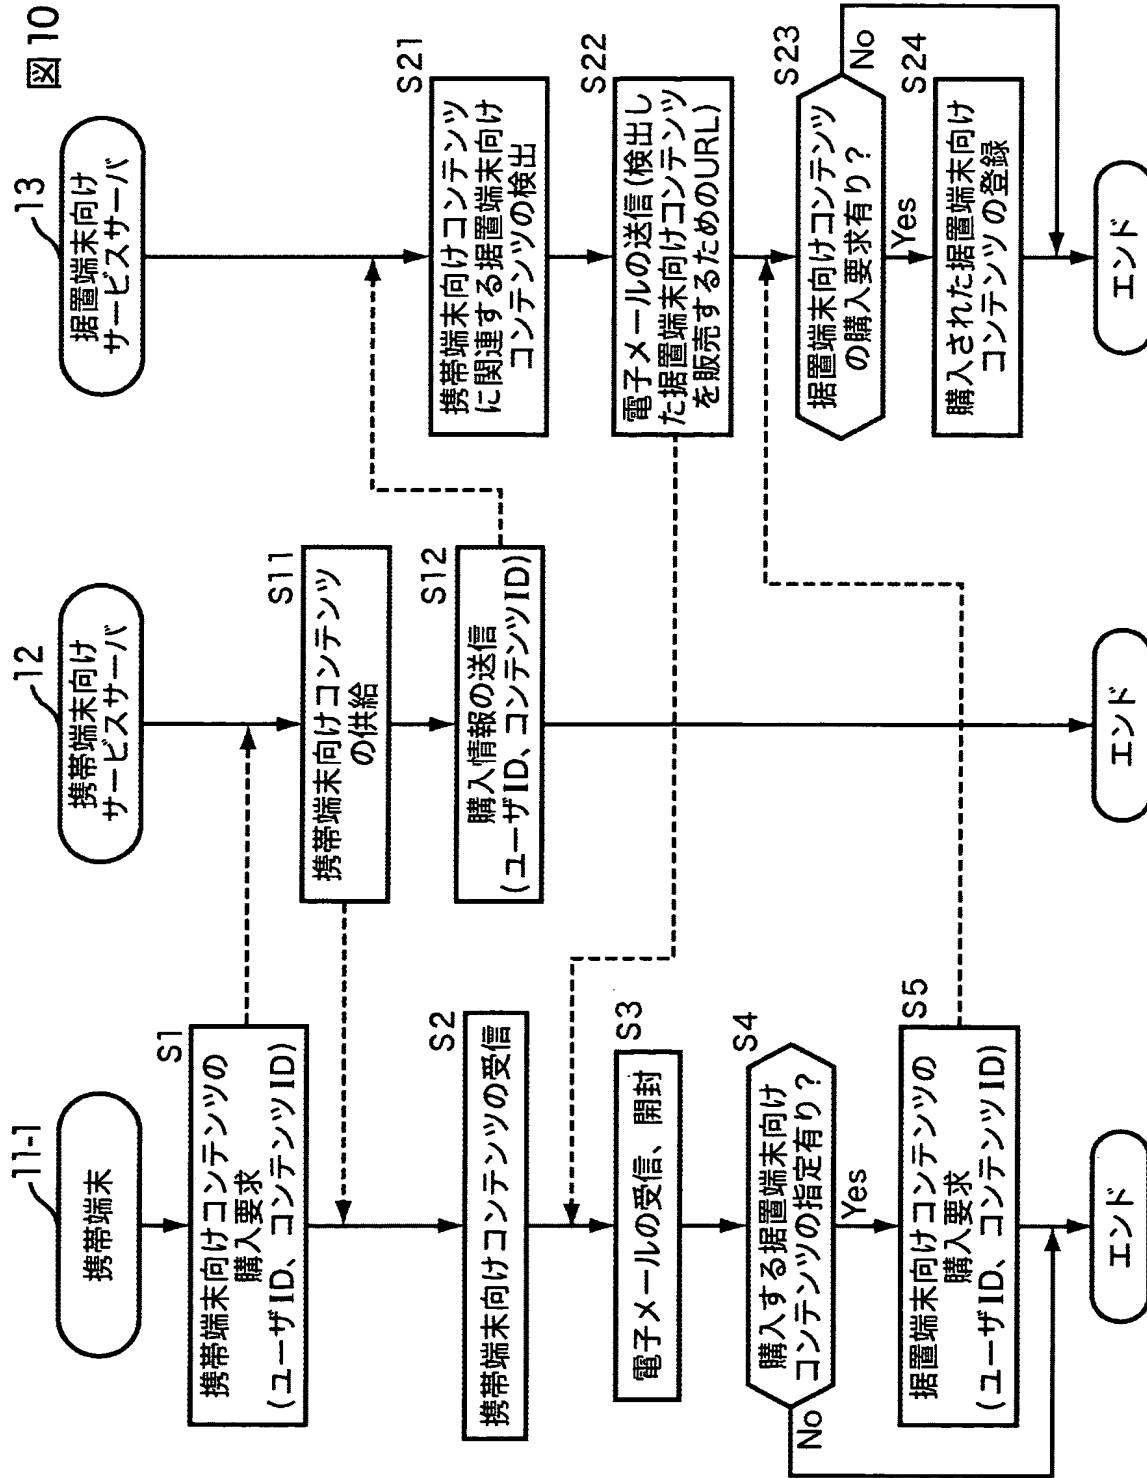 図10
11-1
携帯端末
S1
携帯端末向けコンテンツの
購入要求
(ユーザID、コンテンツID)
S2
携帯端末向けコンテンツの受信
S3
電子メールの受信、開封
S4
購入する据置端末向け
コンテンツの指定有り？
No
Yes
S5
据置端末向けコンテンツの
購入要求
(ユーザID、コンテンツID)
エンド
12
携帯端末向け
サービスサーバ
S11
携帯端末向けコンテンツ
の供給
S12
購入情報の送信
(ユーザID、コンテンツID)
エンド
13
据置端末向け
サービスサーバ
S21
携帯端末向けコンテンツ
に関連する据置端末向け
コンテンツの検出
S22
電子メールの送信(検出し
た据置端末向けコンテンツ
を販売するためのURL)
S23
据置端末向けコンテンツ
の購入要求有り？
No
Yes
S24
購入された据置端末向け
コンテンツの登録
エンド